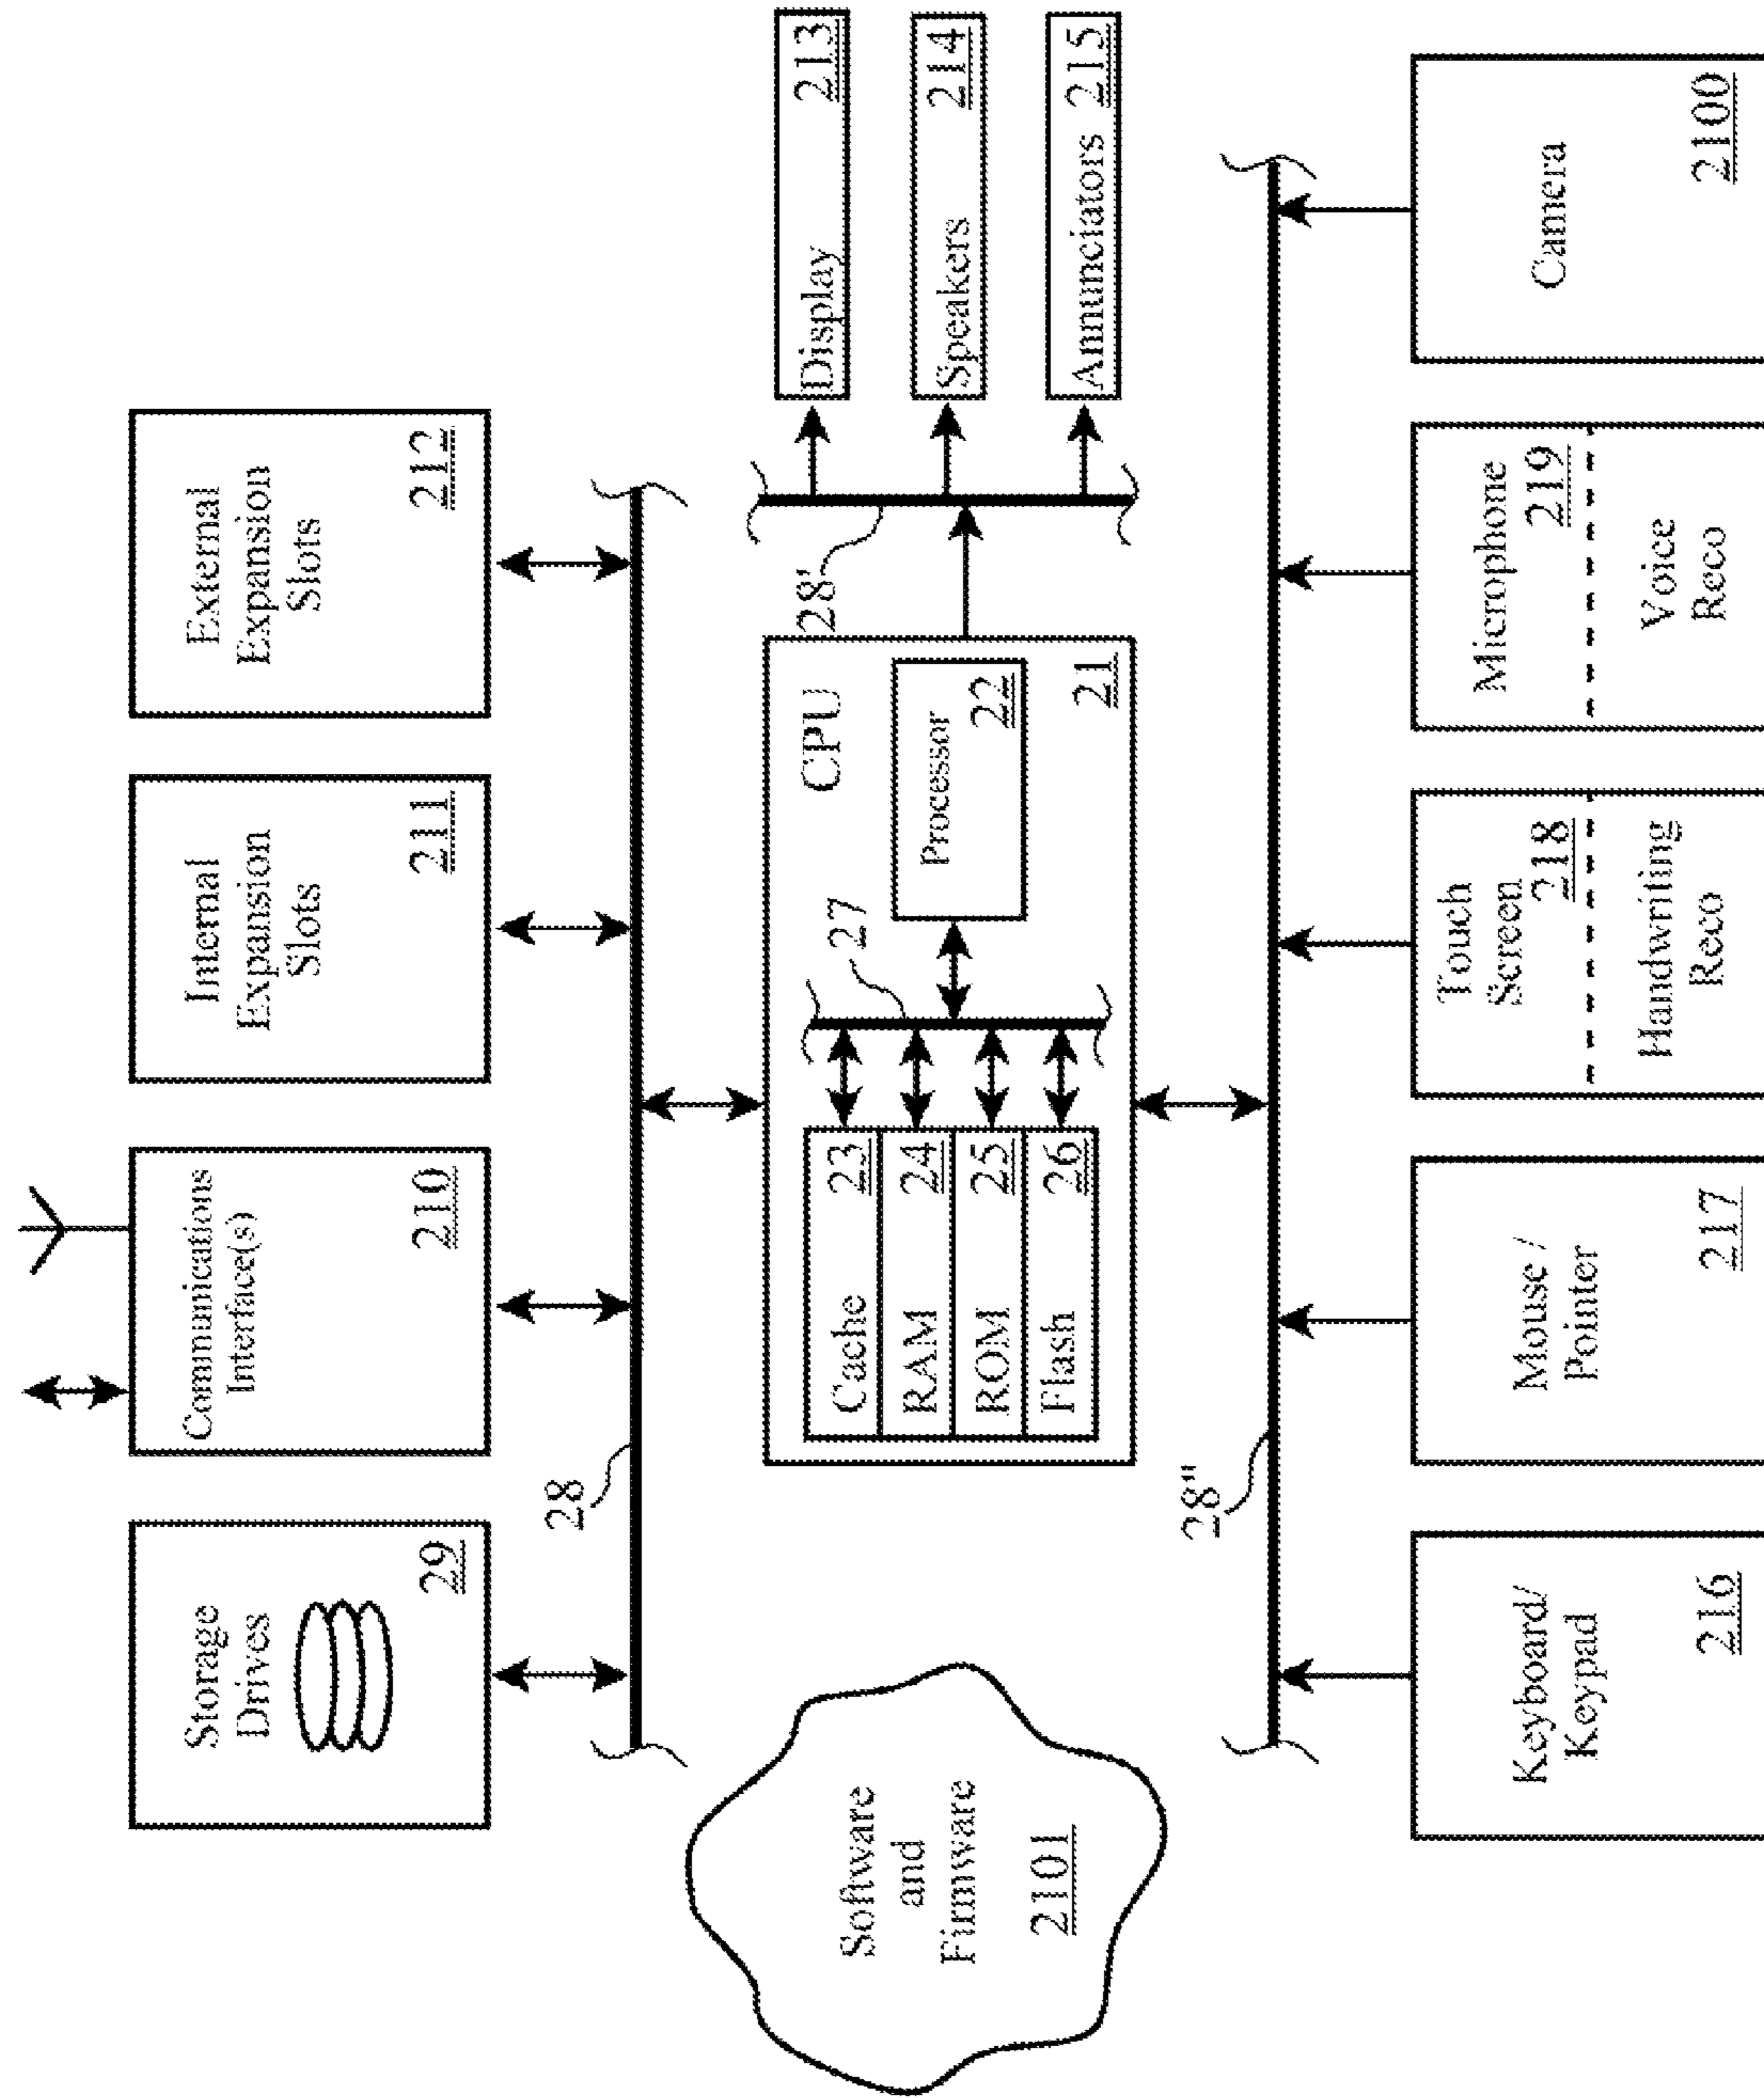 Storage
Drives
29
Communications
Interface(s)
210
Internal
Expansion
Slots
211
External
Expansion
Slots
212
28
CPU
Cache 23
RAM 24
ROM 25
Flash 26
27
Processor
22
21
28'
Display 213
Speakers 214
Annunciators 215
Software
and
Firmware
2101
28"
Keyboard/
Keypad
216
Mouse /
Pointer
217
Touch
Screen
218
Handwriting
Reco
Microphone
219
Voice
Reco
Camera
2100